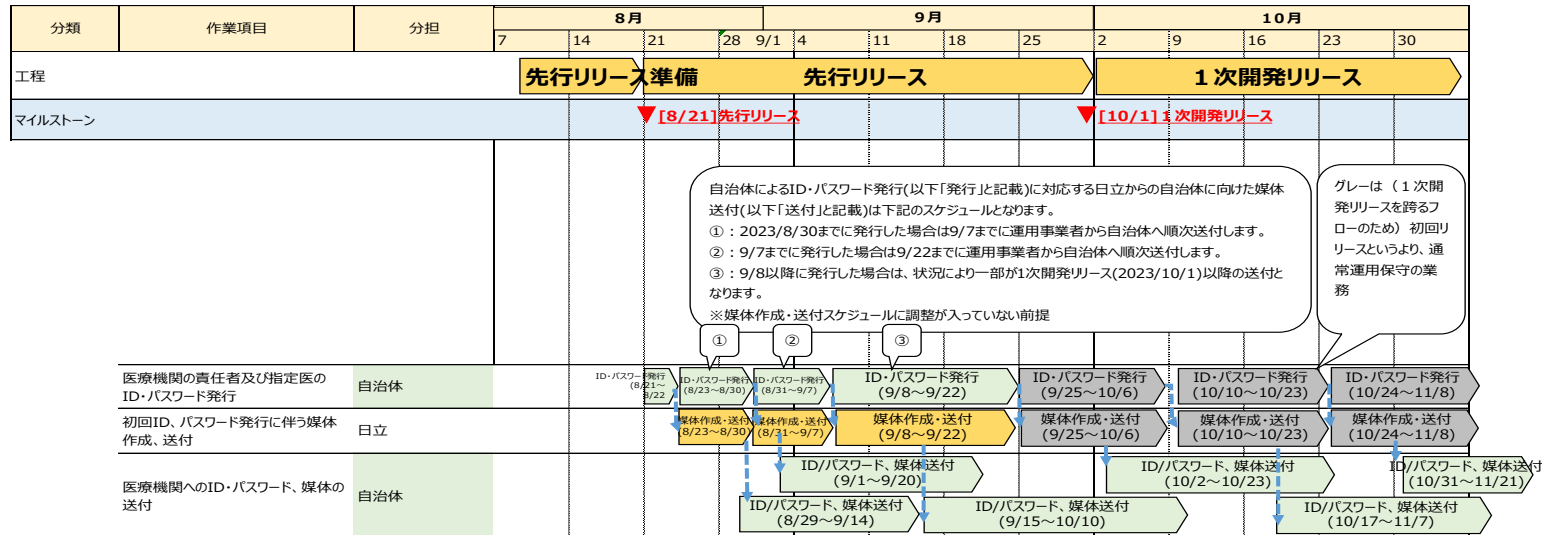 分類
作業項目
分担
8月
9月
10月
7 14 21 28 9/1 4 11 18 25 2 9 16 23 30
工程
先行リリース準備
先行リリース
１次開発リリース
マイルストーン
[8/21]先行リリース
[10/1]１次開発リリース
自治体によるID・パスワード発行(以下「発行」と記載)に対応する日立からの自治体に向けた媒体
送付(以下「送付」と記載)は下記のスケジュールとなります。
①：2023/8/30までに発行した場合は9/7までに運用事業者から自治体へ順次送付します。
②：9/7までに発行した場合は9/22までに運用事業者から自治体へ順次送付します。
③：9/8以降に発行した場合は、状況により一部が1次開発リリース(2023/10/1)以降の送付と
なります。
※媒体作成・送付スケジュールに調整が入っていない前提
グレーは（１次開
発リリースを跨るフ
ローのため）初回リ
リースというより、通
常運用保守の業
務
①
②
③
医療機関の責任者及び指定医の
ID・パスワード発行
自治体
ID・パスワード発行
(8/21～
8/22
ID・パスワード発行
(8/23～8/30)
ID・パスワード発行
(8/31～9/7)
ID・パスワード発行
(9/8～9/22)
ID・パスワード発行
(9/25～10/6)
ID・パスワード発行
(10/10～10/23)
ID・パスワード発行
(10/24～11/8)
初回ID、パスワード発行に伴う媒体
作成、送付
日立
媒体作成・送付
(8/23～8/30)
媒体作成・送付
(8/31～9/7)
媒体作成・送付
(9/8～9/22)
媒体作成・送付
(9/25～10/6)
媒体作成・送付
(10/10～10/23)
媒体作成・送付
(10/24～11/8)
医療機関へのID・パスワード、媒体の
送付
自治体
ID/パスワード、媒体送付
(9/1～9/20)
ID/パスワード、媒体送付
(10/2～10/23)
ID/パスワード、媒体送付
(10/31～11/21)
ID/パスワード、媒体送付
(8/29～9/14)
ID/パスワード、媒体送付
(9/15～10/10)
ID/パスワード、媒体送付
(10/17～11/7)